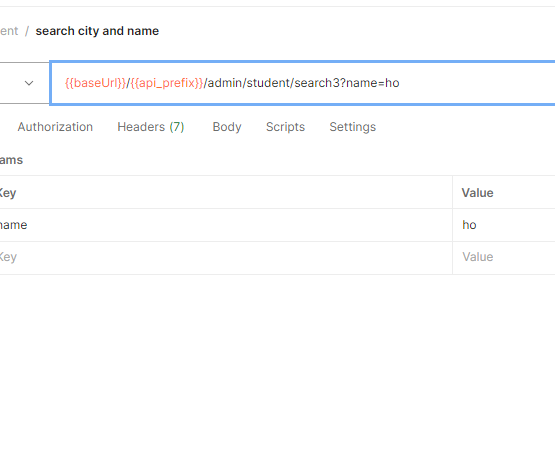 ent / search city and name
{{baseUrl}}/{{api_prefix}}/admin/student/search3?name=ho
Authorization Headers (7) Body Scripts Settings
ams
Key Value
name ho
Key Value